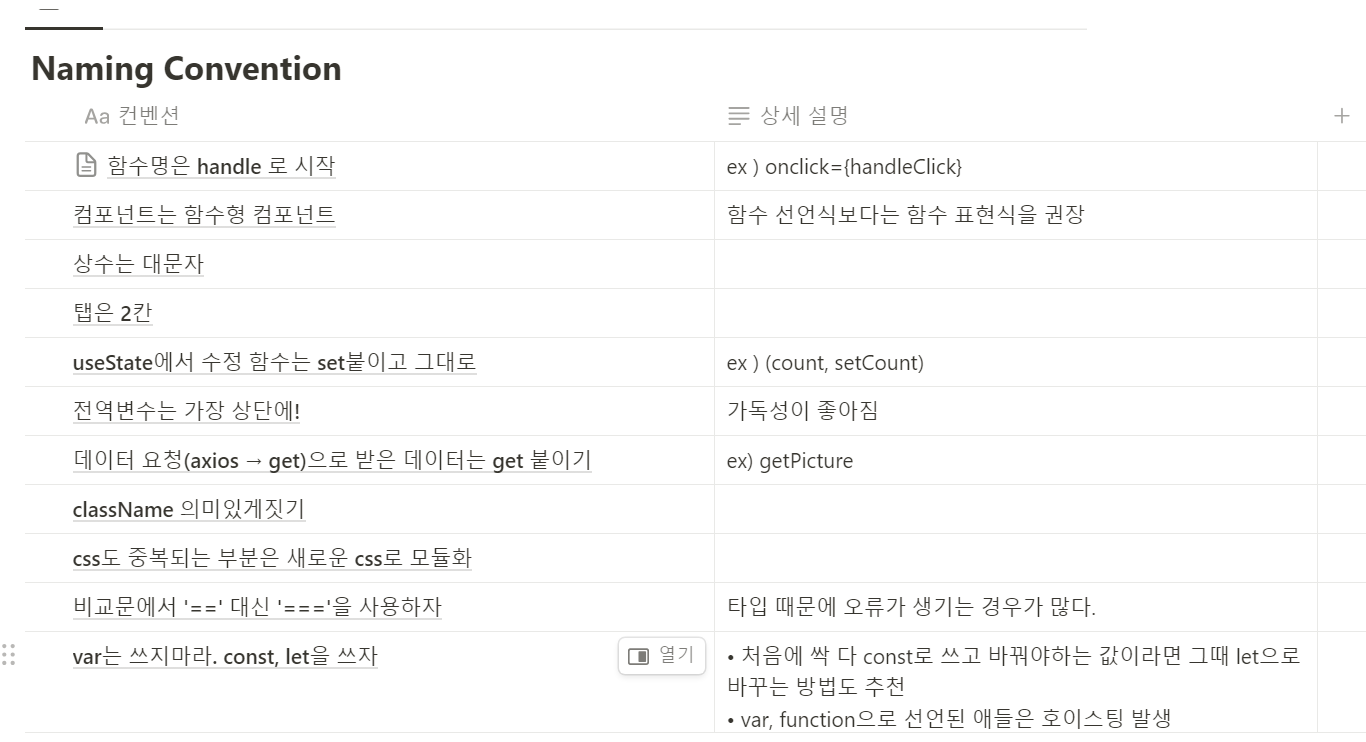 Naming Convention
Aa 컨벤션 상세 설명 +
함수명은 handle 로 시작 ex ) onclick={handleClick}
컴포넌트는 함수형 컴포넌트 함수 선언식보다는 함수 표현식을 권장
상수는 대문자
탭은 2칸
useState에서 수정 함수는 set붙이고 그대로 ex ) (count, setCount)
전역변수는 가장 상단에! 가독성이 좋아짐
데이터 요청(axios → get)으로 받은 데이터는 get 붙이기 ex) getPicture
className 의미있게짓기
css도 중복되는 부분은 새로운 css로 모듈화
비교문에서 '==' 대신 '==='을 사용하자 타입 때문에 오류가 생기는 경우가 많다.
var는 쓰지마라. const, let을 쓰자 열기 • 처음에 싹 다 const로 쓰고 바꿔야하는 값이라면 그때 let으로
바꾸는 방법도 추천
• var, function으로 선언된 애들은 호이스팅 발생